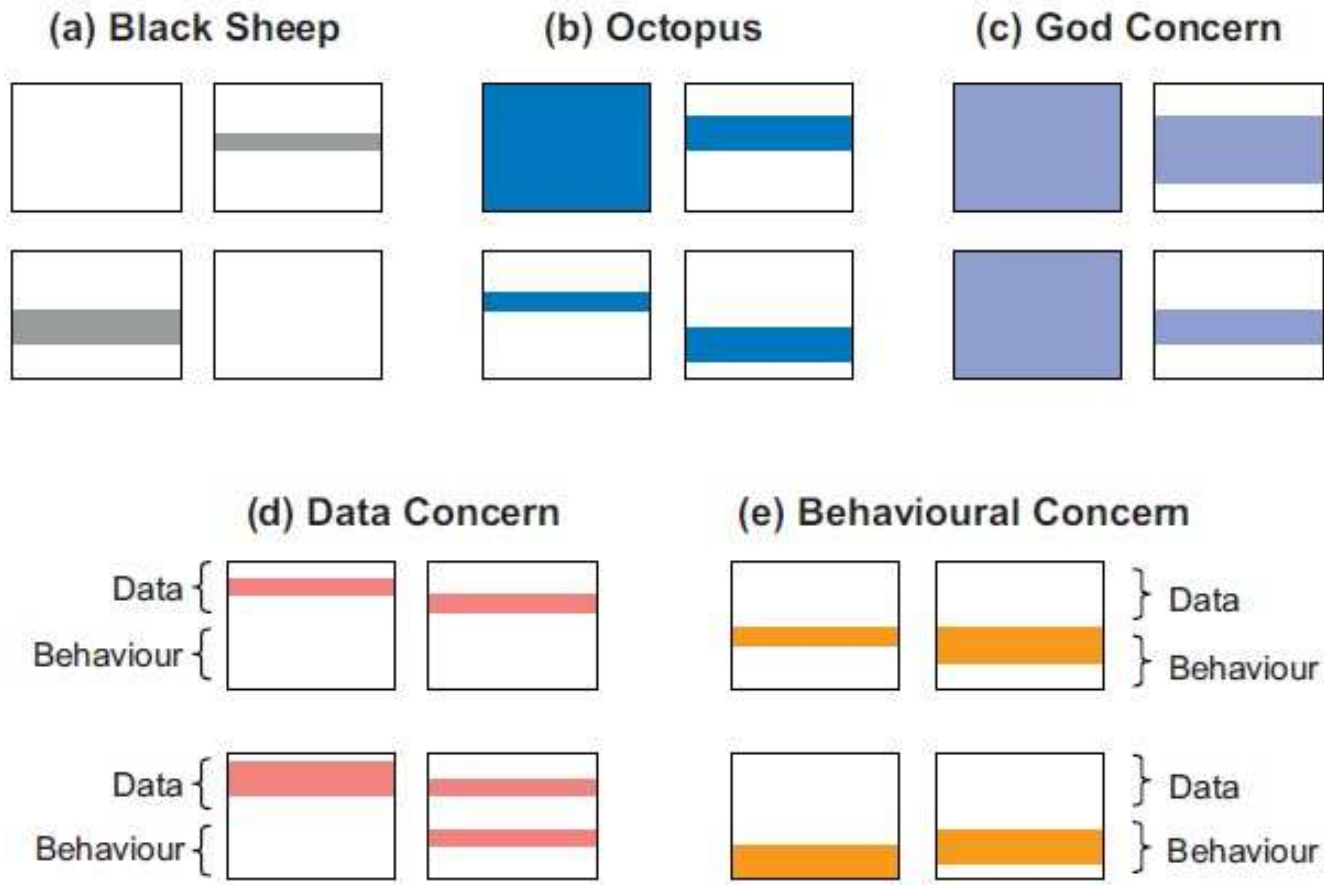 (a) Black Sheep
(b) Octopus
(c) God Concern
(d) Data Concern
(e) Behavioural Concern
Data
Data
Behaviour
Behaviour
Data
Data
Behaviour
Behaviour